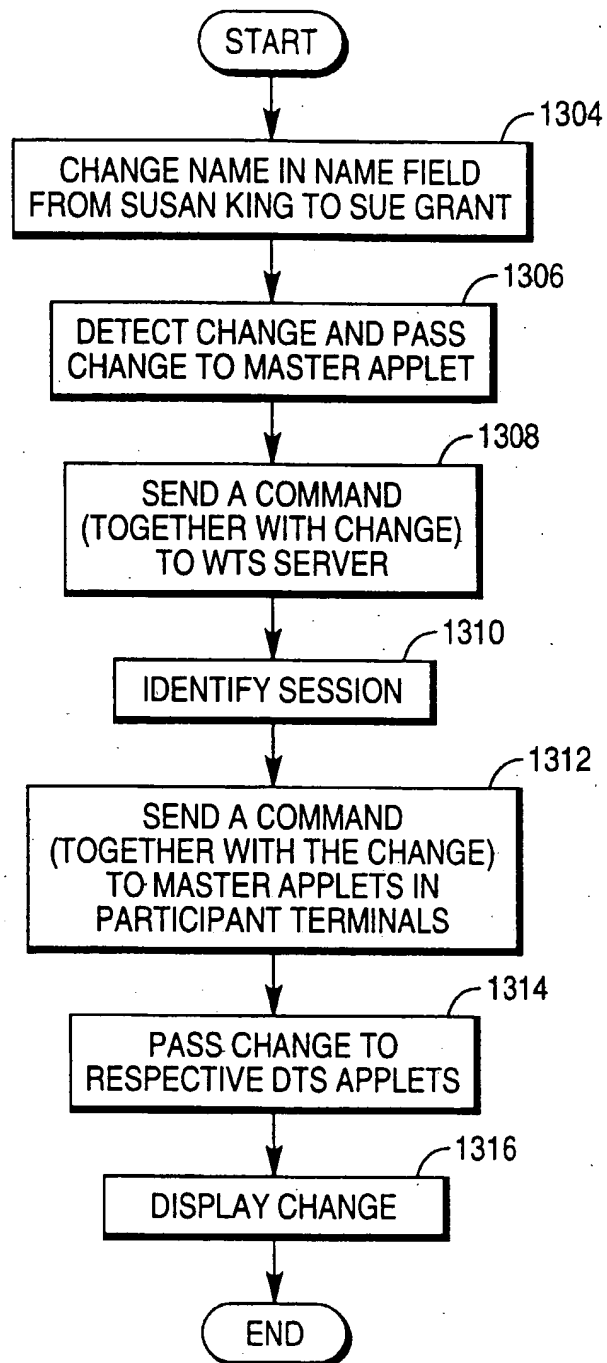 START
1304
CHANGE NAME IN NAME FIELD
FROM SUSAN KING TO SUE GRANT
1306
DETECT CHANGE AND PASS
CHANGE TO MASTER APPLET
1308
SEND A COMMAND
(TOGETHER WITH CHANGE)
TO WTS SERVER
1310
IDENTIFY SESSION
1312
SEND A COMMAND
(TOGETHER WITH THE CHANGE)
TO MASTER APPLETS IN
PARTICIPANT TERMINALS
1314
PASS CHANGE TO
RESPECTIVE DTS APPLETS
1316
DISPLAY CHANGE
END